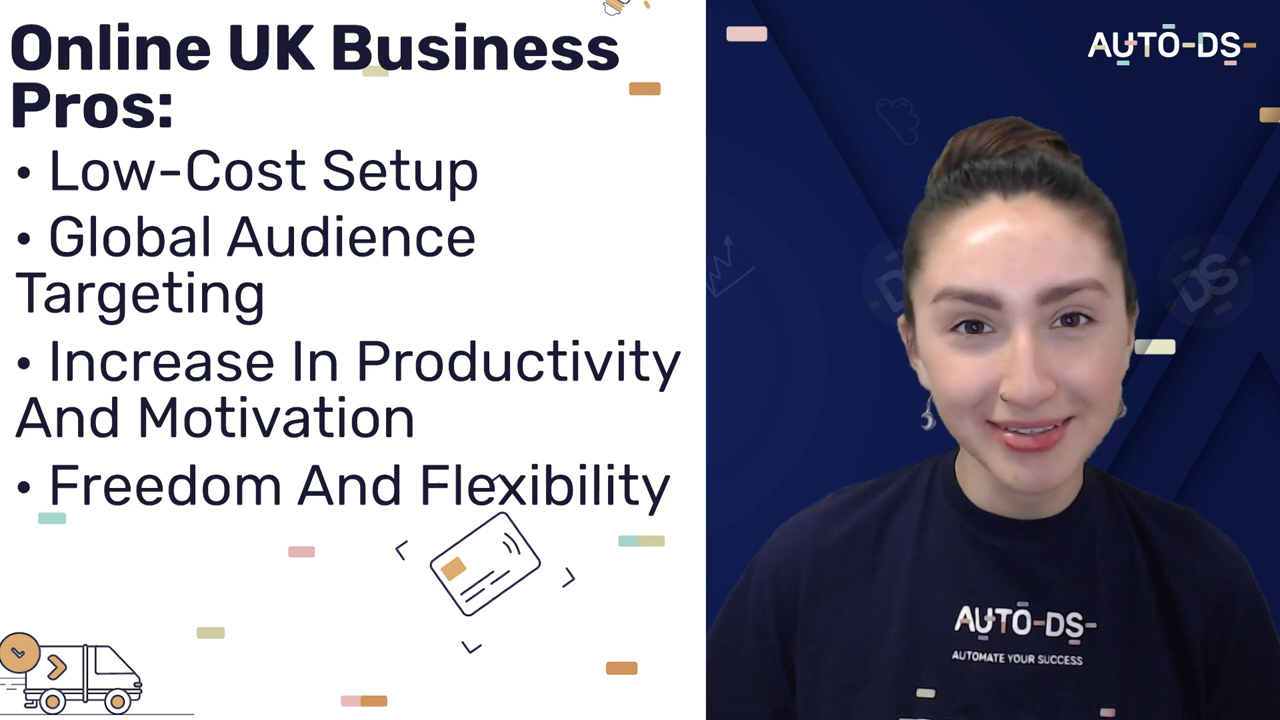 Online UK Business
Pros:
• Low-Cost Setup
• Global Audience
Targeting
• Increase In Productivity
And Motivation
• Freedom And Flexibility
AUTO-DS-
DS
AUTO-DS-
AUTOMATE YOUR SUCCESS